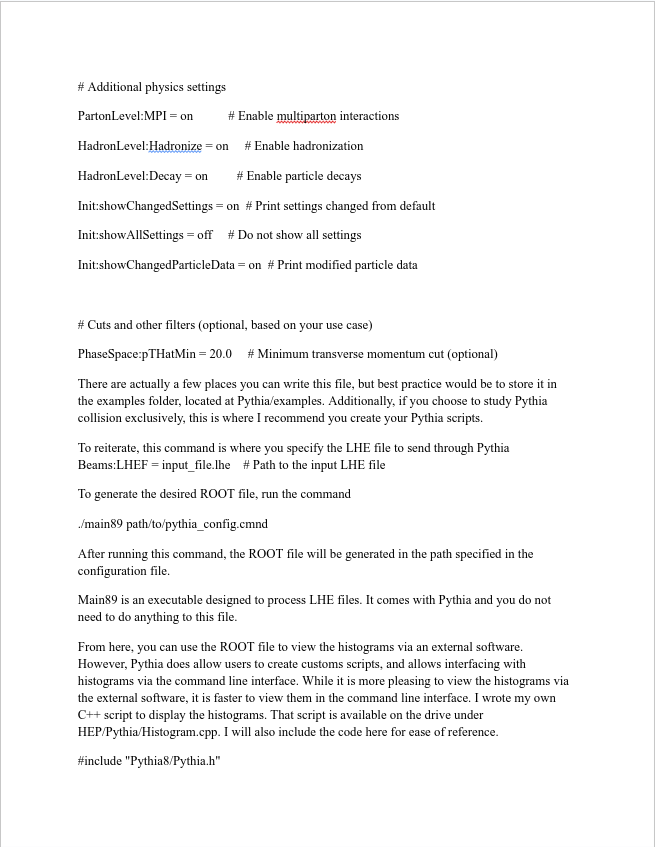 # Additional physics settings
PartonLevel:MPI = on # Enable multiparton interactions
HadronLevel:Hadronize = on # Enable hadronization
HadronLevel:Decay = on # Enable particle decays
Init:showChangedSettings = on # Print settings changed from default
Init:showAllSettings = off # Do not show all settings
Init:showChangedParticleData = on # Print modified particle data
# Cuts and other filters (optional, based on your use case)
PhaseSpace:pTHatMin = 20.0 # Minimum transverse momentum cut (optional)
There are actually a few places you can write this file, but best practice would be to store it in
the examples folder, located at Pythia/examples. Additionally, if you choose to study Pythia
collision exclusively, this is where I recommend you create your Pythia scripts.
To reiterate, this command is where you specify the LHE file to send through Pythia
Beams:LHEF = input_file.lhe # Path to the input LHE file
To generate the desired ROOT file, run the command
./main89 path/to/pythia_config.cmnd
After running this command, the ROOT file will be generated in the path specified in the
configuration file.
Main89 is an executable designed to process LHE files. It comes with Pythia and you do not
need to do anything to this file.
From here, you can use the ROOT file to view the histograms via an external software.
However, Pythia does allow users to create customs scripts, and allows interfacing with
histograms via the command line interface. While it is more pleasing to view the histograms via
the external software, it is faster to view them in the command line interface. I wrote my own
C++ script to display the histograms. That script is available on the drive under
HEP/Pythia/Histogram.cpp. I will also include the code here for ease of reference.
#include "Pythia8/Pythia.h"